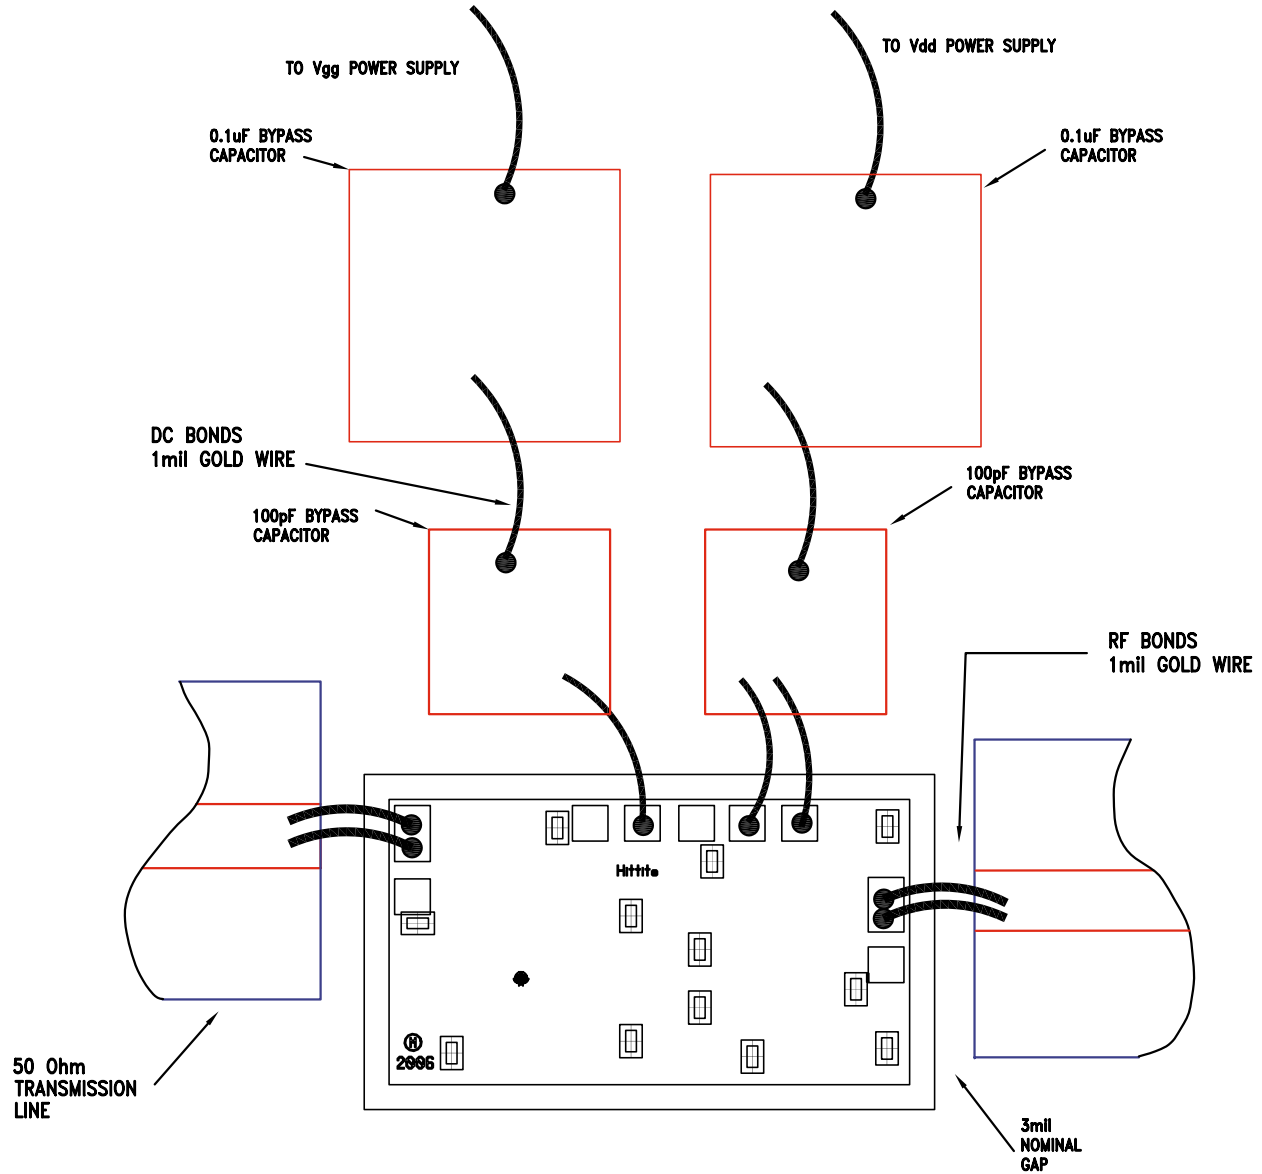 TO Vgg POWER SUPPLY
TO Vdd POWER SUPPLY
0.1uF BYPASS
CAPACITOR
0.1uF BYPASS
CAPACITOR
DC BONDS
1mil GOLD WIRE
100pF BYPASS
CAPACITOR
100pF BYPASS
CAPACITOR
RF BONDS
1mil GOLD WIRE
Hittite
H
2006
50 Ohm
TRANSMISSION
LINE
3mil
NOMINAL
GAP